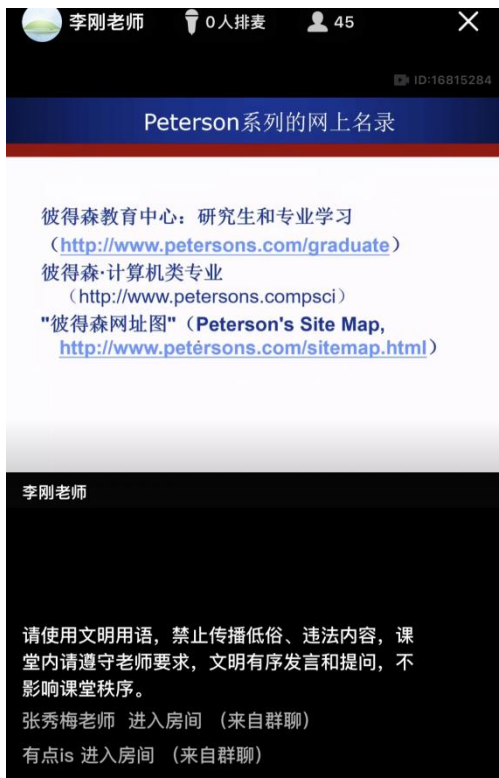 李刚老师 0人排麦 45
ID:16815284
Peterson系列的网上名录
彼得森教育中心：研究生和专业学习
（http://www.petersons.com/graduate）
彼得森·计算机类专业
（http://www.petersons.compsci）
"彼得森网址图"（Peterson's Site Map,
http://www.petersons.com/sitemap.html）
李刚老师
请使用文明用语，禁止传播低俗、违法内容，课
堂内请遵守老师要求，文明有序发言和提问，不
影响课堂秩序。
张秀梅老师 进入房间 （来自群聊）
有点is 进入房间 （来自群聊）